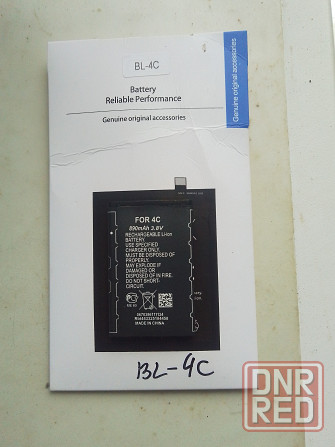 BL-4C
Battery
Reliable Performance
Genuine original accessories
Genuine original accessories
FOR 4C
890mAh 3.8V
RECHARGEABLE Li-ion
BATTERY
USE SPECIFIED
CHARGER ONLY
MUST BE DISPOSED
OF PROPERLY.
MAY EXPLODE IF
DISPOSED OF IN FIRE.
DO NOT SHORT-
CIRCUIT.
MADE IN CHINA
BL-4C
DNR
RED